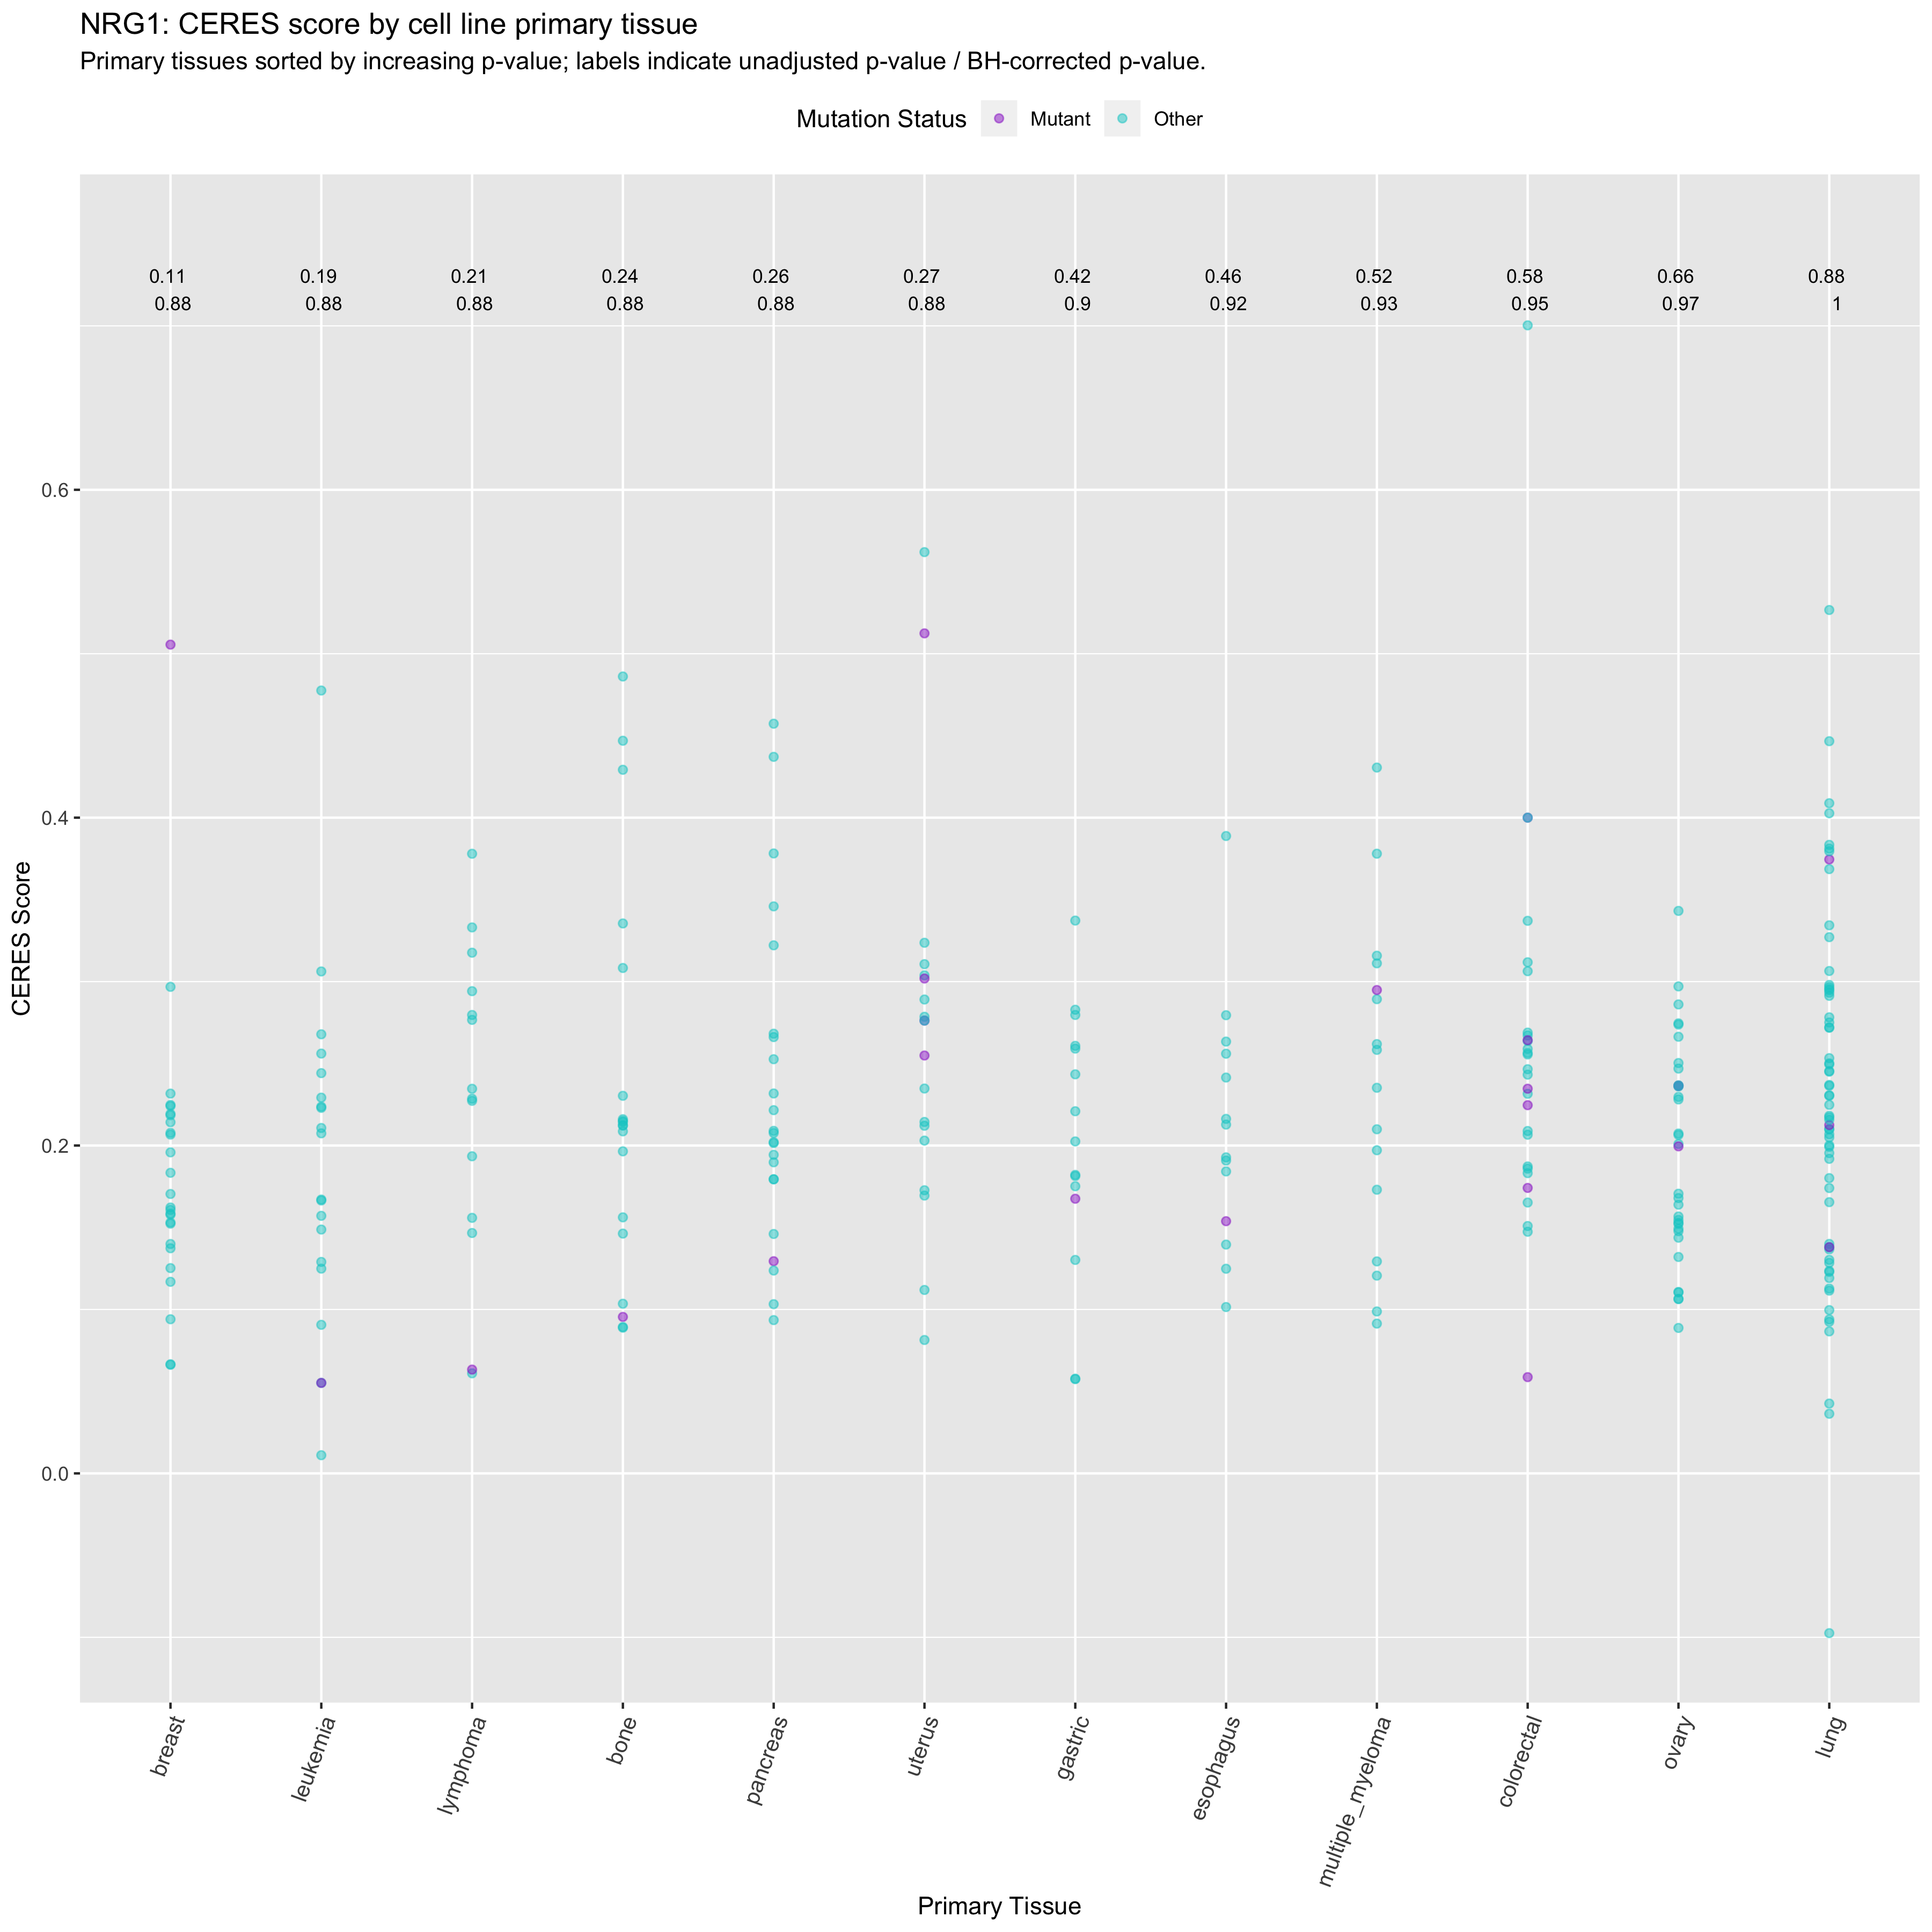 NRG1: CERES score by cell line primary tissue
Primary tissues sorted by increasing p-value; labels indicate unadjusted p-value / BH-corrected p-value.
Mutation Status Mutant Other
0.11 0.19 0.21 0.24 0.26 0.27 0.42 0.46 0.52 0.58 0.66 0.88
0.88 0.88 0.88 0.88 0.88 0.88 0.9 0.92 0.93 0.95 0.97 1
0.6
0.4
0.2
0.0
CERES Score
breast
leukemia
lymphoma
bone
pancreas
uterus
gastric
esophagus
multiple_myeloma
colorectal
ovary
lung
Primary Tissue